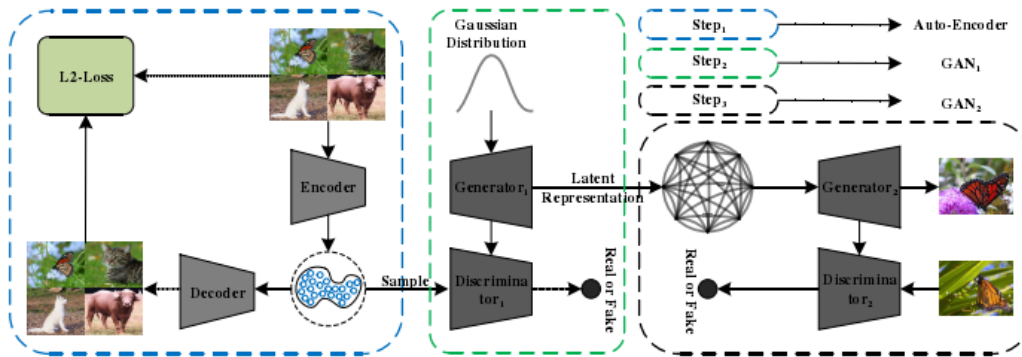 L2-Loss
Encoder
Decoder
Sample
Gaussian
Distribution
Generator₁
Discrimina
tor₁
Real or Fake
Latent
Representation
Step₁
Auto-Encoder
Step₂
GAN₁
Step₃
GAN₂
Generator₂
Discrimina
tor₂
Real or Fake